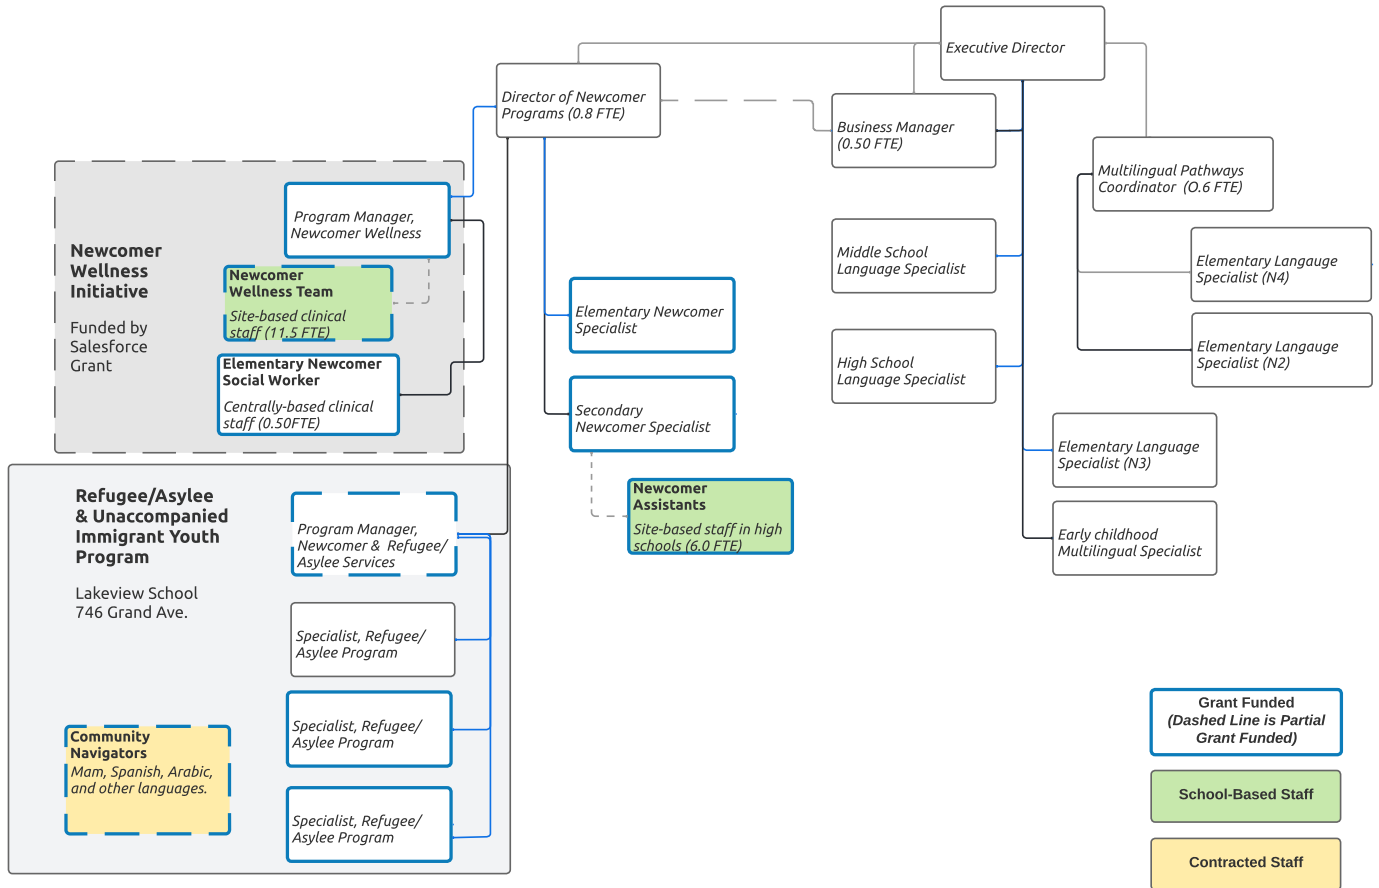 Executive Director
Director of Newcomer
Programs (0.8 FTE)
Business Manager
(0.50 FTE)
Multilingual Pathways
Coordinator  (O.6 FTE)
Program Manager,
Newcomer Wellness
Newcomer
Wellness
Initiative
Funded by
Salesforce
Grant
Newcomer
Wellness Team
Site-based clinical
staff (11.5 FTE)
Elementary Newcomer
Social Worker
Centrally-based clinical
staff (0.50FTE)
Elementary Newcomer
Specialist
Secondary
Newcomer Specialist
Newcomer
Assistants
Site-based staff in high
schools (6.0 FTE)
Middle School
Language Specialist
High School
Language Specialist
Elementary Langauge
Specialist (N4)
Elementary Langauge
Specialist (N2)
Elementary Language
Specialist (N3)
Early childhood
Multilingual Specialist
Refugee/Asylee
& Unaccompanied
Immigrant Youth
Program
Lakeview School
746 Grand Ave.
Program Manager,
Newcomer &  Refugee/
Asylee Services
Specialist, Refugee/
Asylee Program
Specialist, Refugee/
Asylee Program
Specialist, Refugee/
Asylee Program
Community
Navigators
Mam, Spanish, Arabic,
and other languages.
Grant Funded
(Dashed Line is Partial
Grant Funded)
School-Based Staff
Contracted Staff